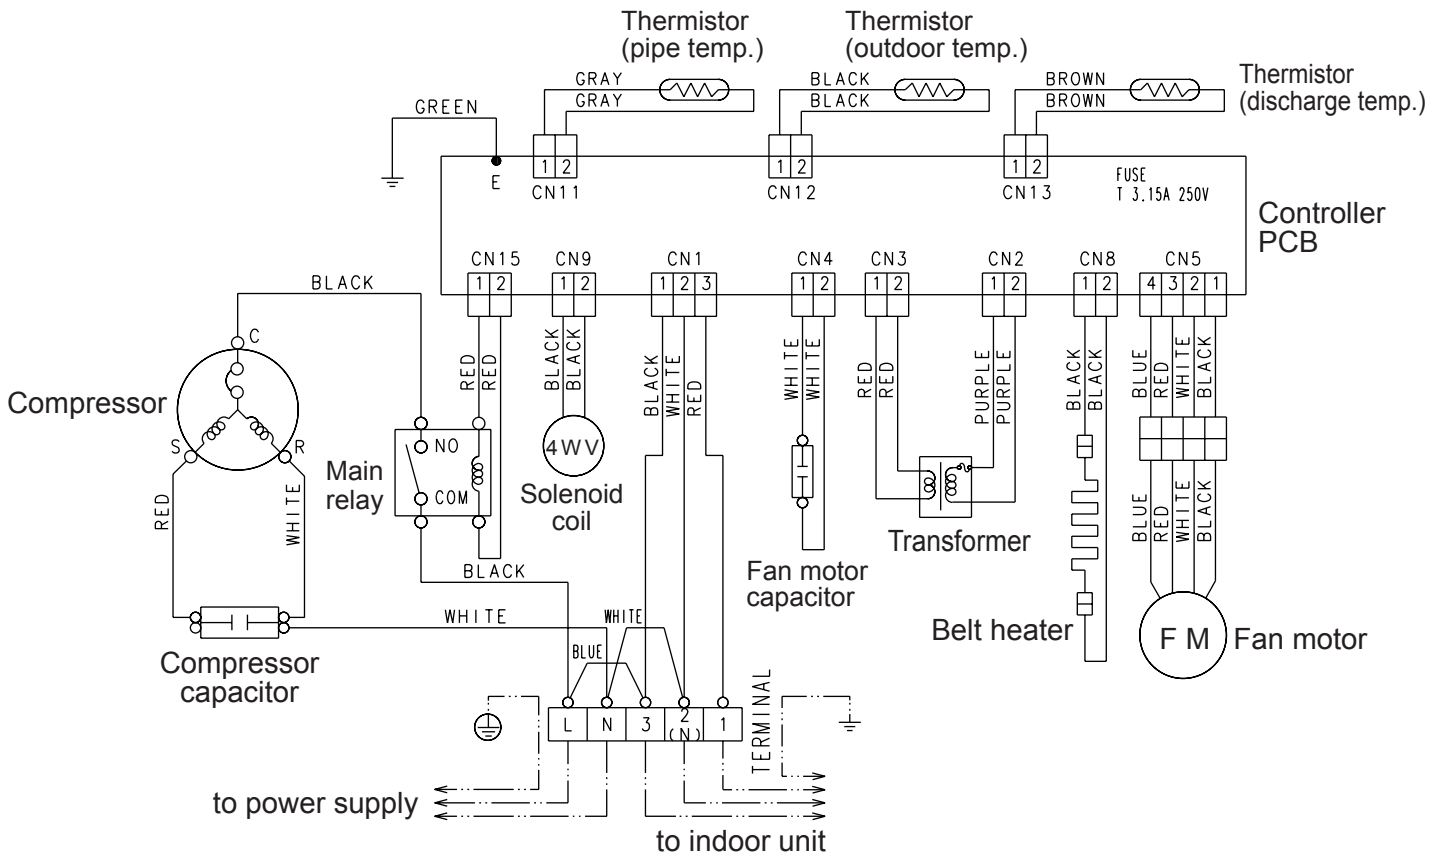 Thermistor
(pipe temp.)
Thermistor
(outdoor temp.)
Thermistor
(discharge temp.)
GRAY
GRAY
BLACK
BLACK
BROWN
BROWN
GREEN
E
1 2
CN11
1 2
CN12
1 2
CN13
FUSE
T 3.15A 250V
Controller
PCB
CN15
1 2
CN9
1 2
CN1
1 2 3
CN4
1 2
CN3
1 2
CN2
1 2
CN8
1 2
CN5
4 3 2 1
BLACK
C
S
R
Compressor
RED
WHITE
Compressor
capacitor
NO
COM
Main
relay
RED
RED
BLACK
BLACK
4WV
Solenoid
coil
BLACK
WHITE
RED
WHITE
WHITE
Fan motor
capacitor
RED
RED
PURPLE
PURPLE
Transformer
BLACK
BLACK
Belt heater
BLUE
RED
WHITE
BLACK
BLUE
RED
WHITE
BLACK
F M
Fan motor
BLACK
WHITE
WHITE
BLUE
L N 3 2 1
(N)
TERMINAL
to power supply
to indoor unit